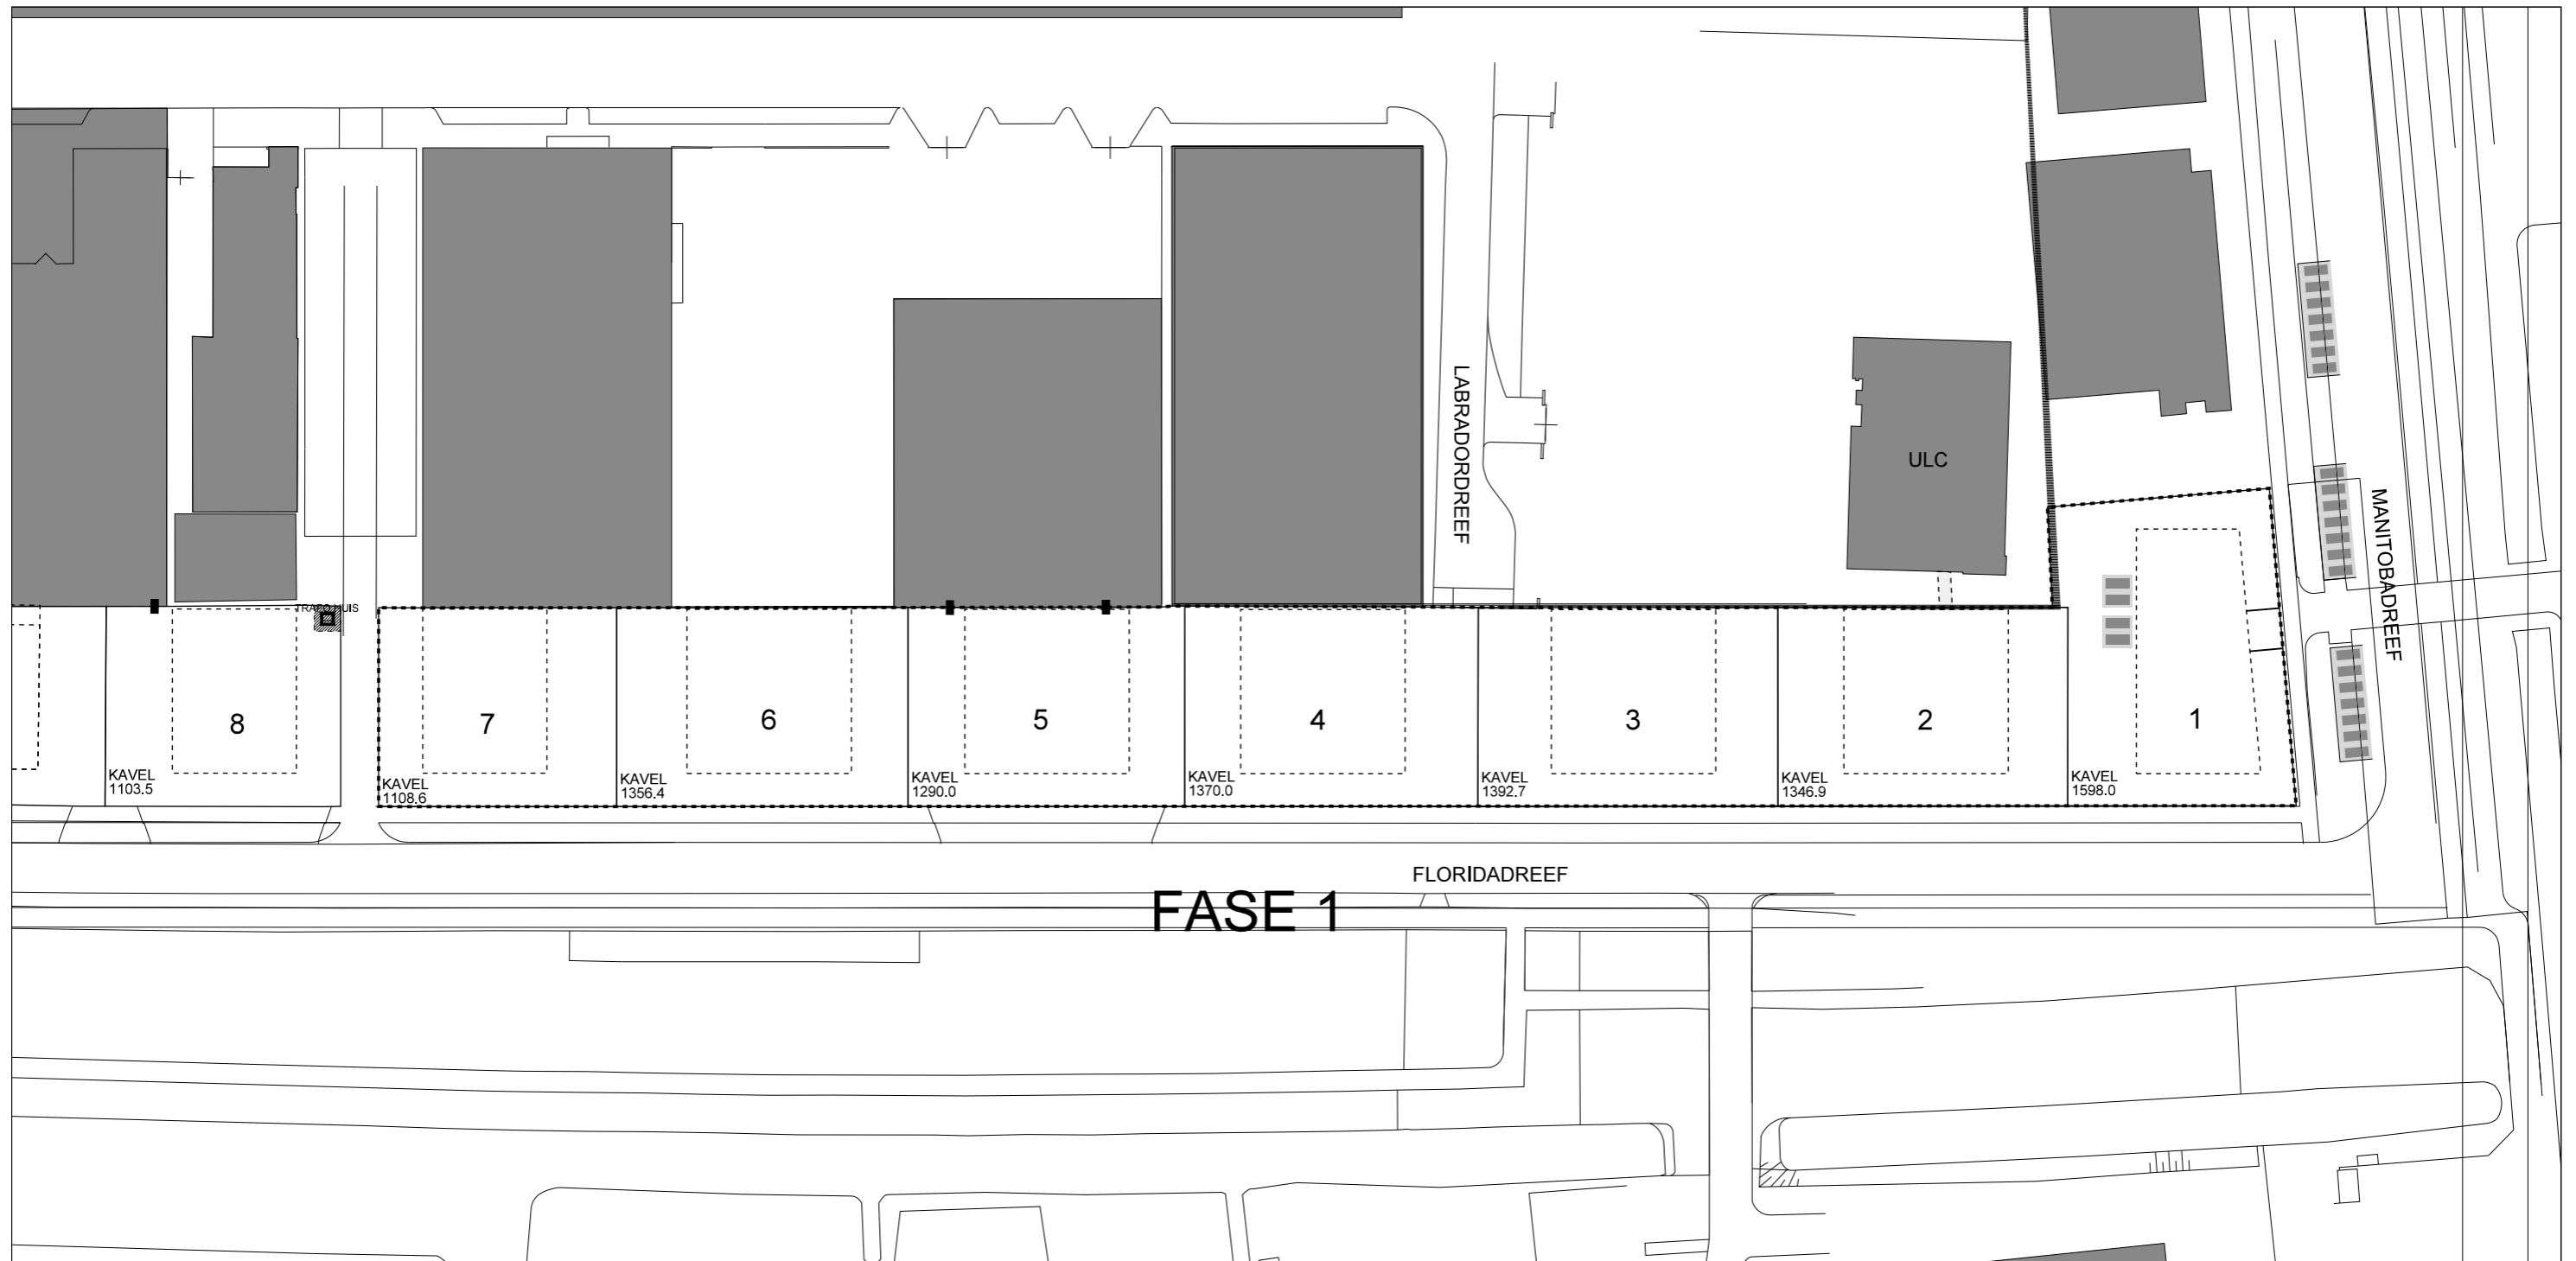 LABRADORDREEF
ULC
MANITOBADREEF
TRAFO HUIS
8
7
6
5
4
3
2
1
KAVEL
1103.5
KAVEL
1108.6
KAVEL
1356.4
KAVEL
1290.0
KAVEL
1370.0
KAVEL
1392.7
KAVEL
1346.9
KAVEL
1598.0
FLORIDADREEF
FASE 1